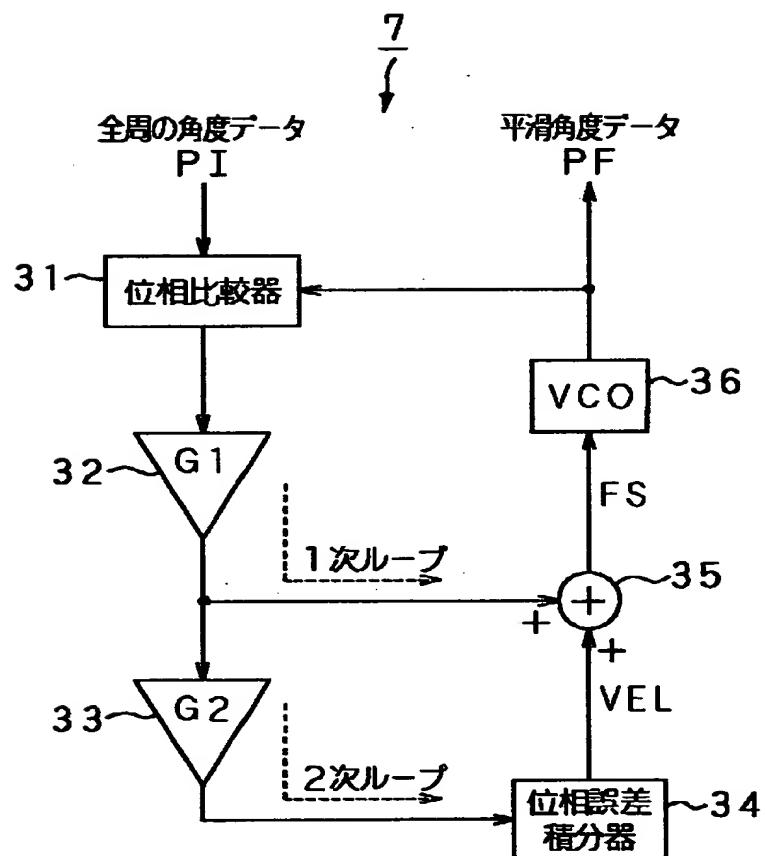 7
全周の角度データ
PI
平滑角度データ
PF
31
位相比較器
VCO
36
32
G1
FS
1次ループ
35
+
+
+
33
G2
VEL
2次ループ
位相誤差
積分器
34